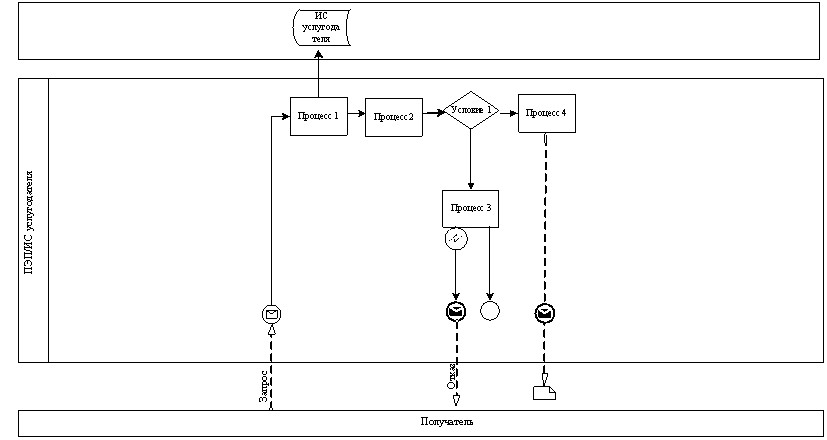 ИС
услугода
теля
Процесс 1
Процесс 2
Условие 1
Процесс 4
Процесс 3
ПЭП/ИС услугодателя
Запрос
Отказ
Получатель